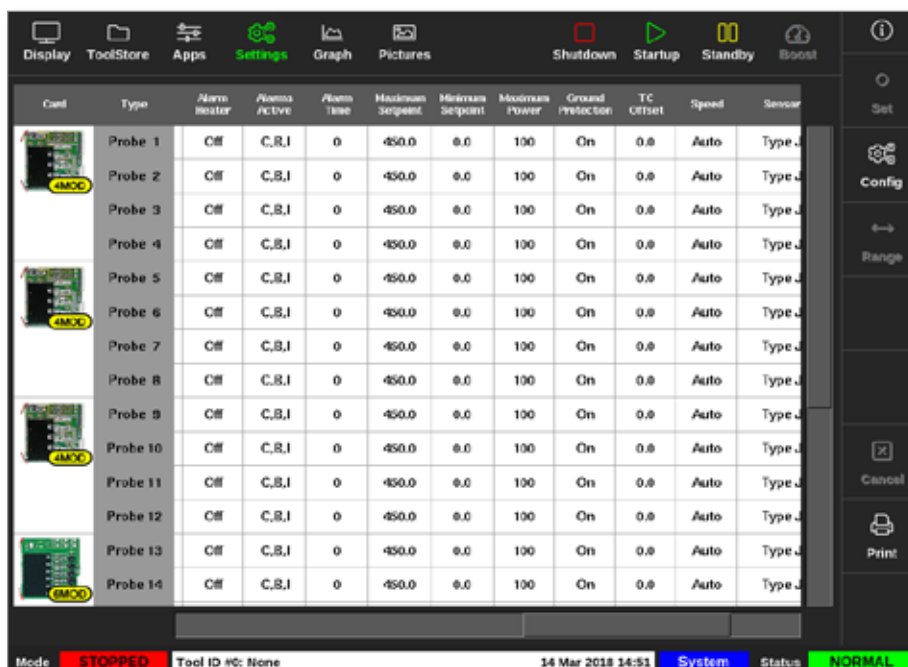 Display ToolStore Apps Settings Graph Pictures Shutdown Startup Standby Boost
Set
Config
Range
Cancel
Print
Card Type Alarm Heater Alarms Active Alarm Time Maximum Setpoint Minimum Setpoint Maximum Power Ground Protection TC Offset Speed Sensor
Probe 1 Off C,B,I 0 450.0 0.0 100 On 0.0 Auto Type J
4MOD Probe 2 Off C,B,I 0 450.0 0.0 100 On 0.0 Auto Type J
Probe 3 Off C,B,I 0 450.0 0.0 100 On 0.0 Auto Type J
Probe 4 Off C,B,I 0 450.0 0.0 100 On 0.0 Auto Type J
Probe 5 Off C,B,I 0 450.0 0.0 100 On 0.0 Auto Type J
4MOD Probe 6 Off C,B,I 0 450.0 0.0 100 On 0.0 Auto Type J
Probe 7 Off C,B,I 0 450.0 0.0 100 On 0.0 Auto Type J
Probe 8 Off C,B,I 0 450.0 0.0 100 On 0.0 Auto Type J
Probe 9 Off C,B,I 0 450.0 0.0 100 On 0.0 Auto Type J
4MOD Probe 10 Off C,B,I 0 450.0 0.0 100 On 0.0 Auto Type J
Probe 11 Off C,B,I 0 450.0 0.0 100 On 0.0 Auto Type J
Probe 12 Off C,B,I 0 450.0 0.0 100 On 0.0 Auto Type J
Probe 13 Off C,B,I 0 450.0 0.0 100 On 0.0 Auto Type J
6MOD Probe 14 Off C,B,I 0 450.0 0.0 100 On 0.0 Auto Type J
Mode STOPPED Tool ID #0: None 14 Mar 2018 14:51 System Status NORMAL